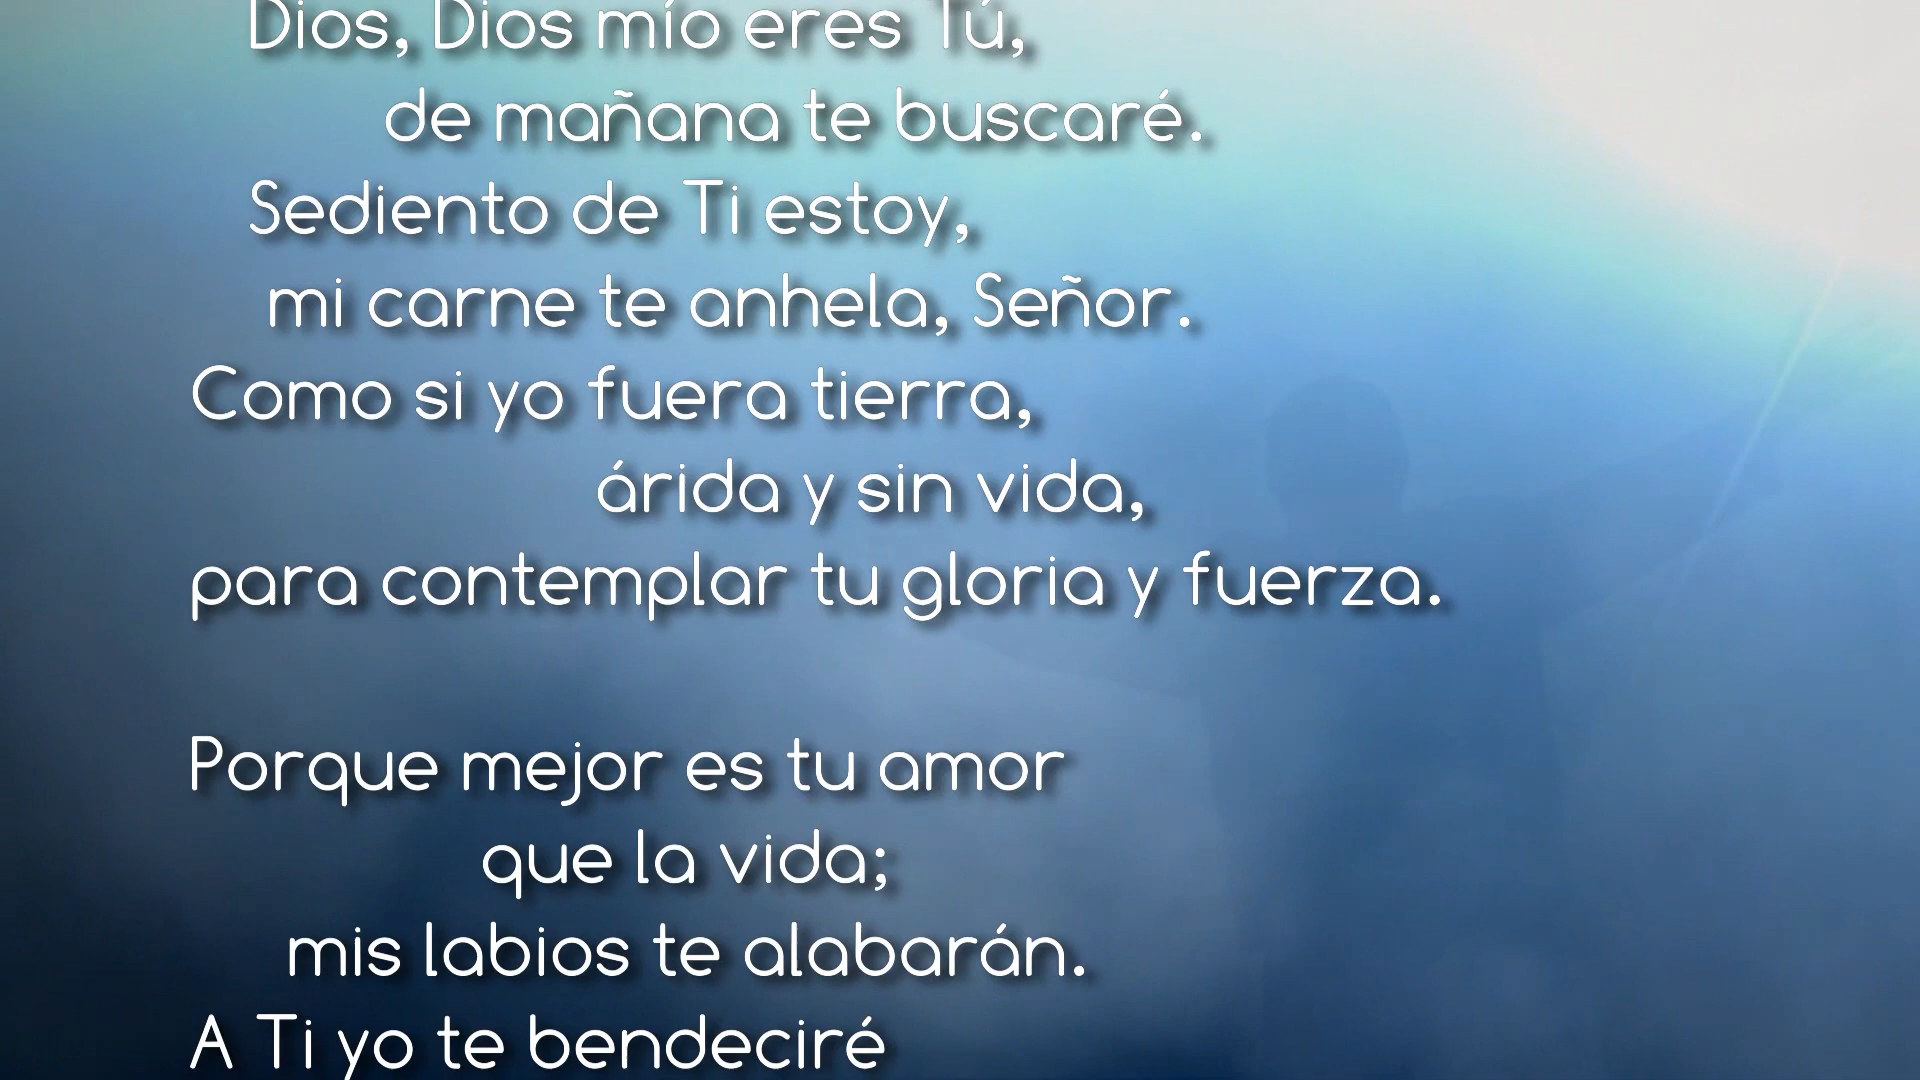 Dios, Dios mío eres Tú,
de mañana te buscaré.
Sediento de Ti estoy,
mi carne te anhela, Señor.
Como si yo fuera tierra,
árida y sin vida,
para contemplar tu gloria y fuerza.
Porque mejor es tu amor
que la vida;
mis labios te alabarán.
A Ti yo te bendeciré